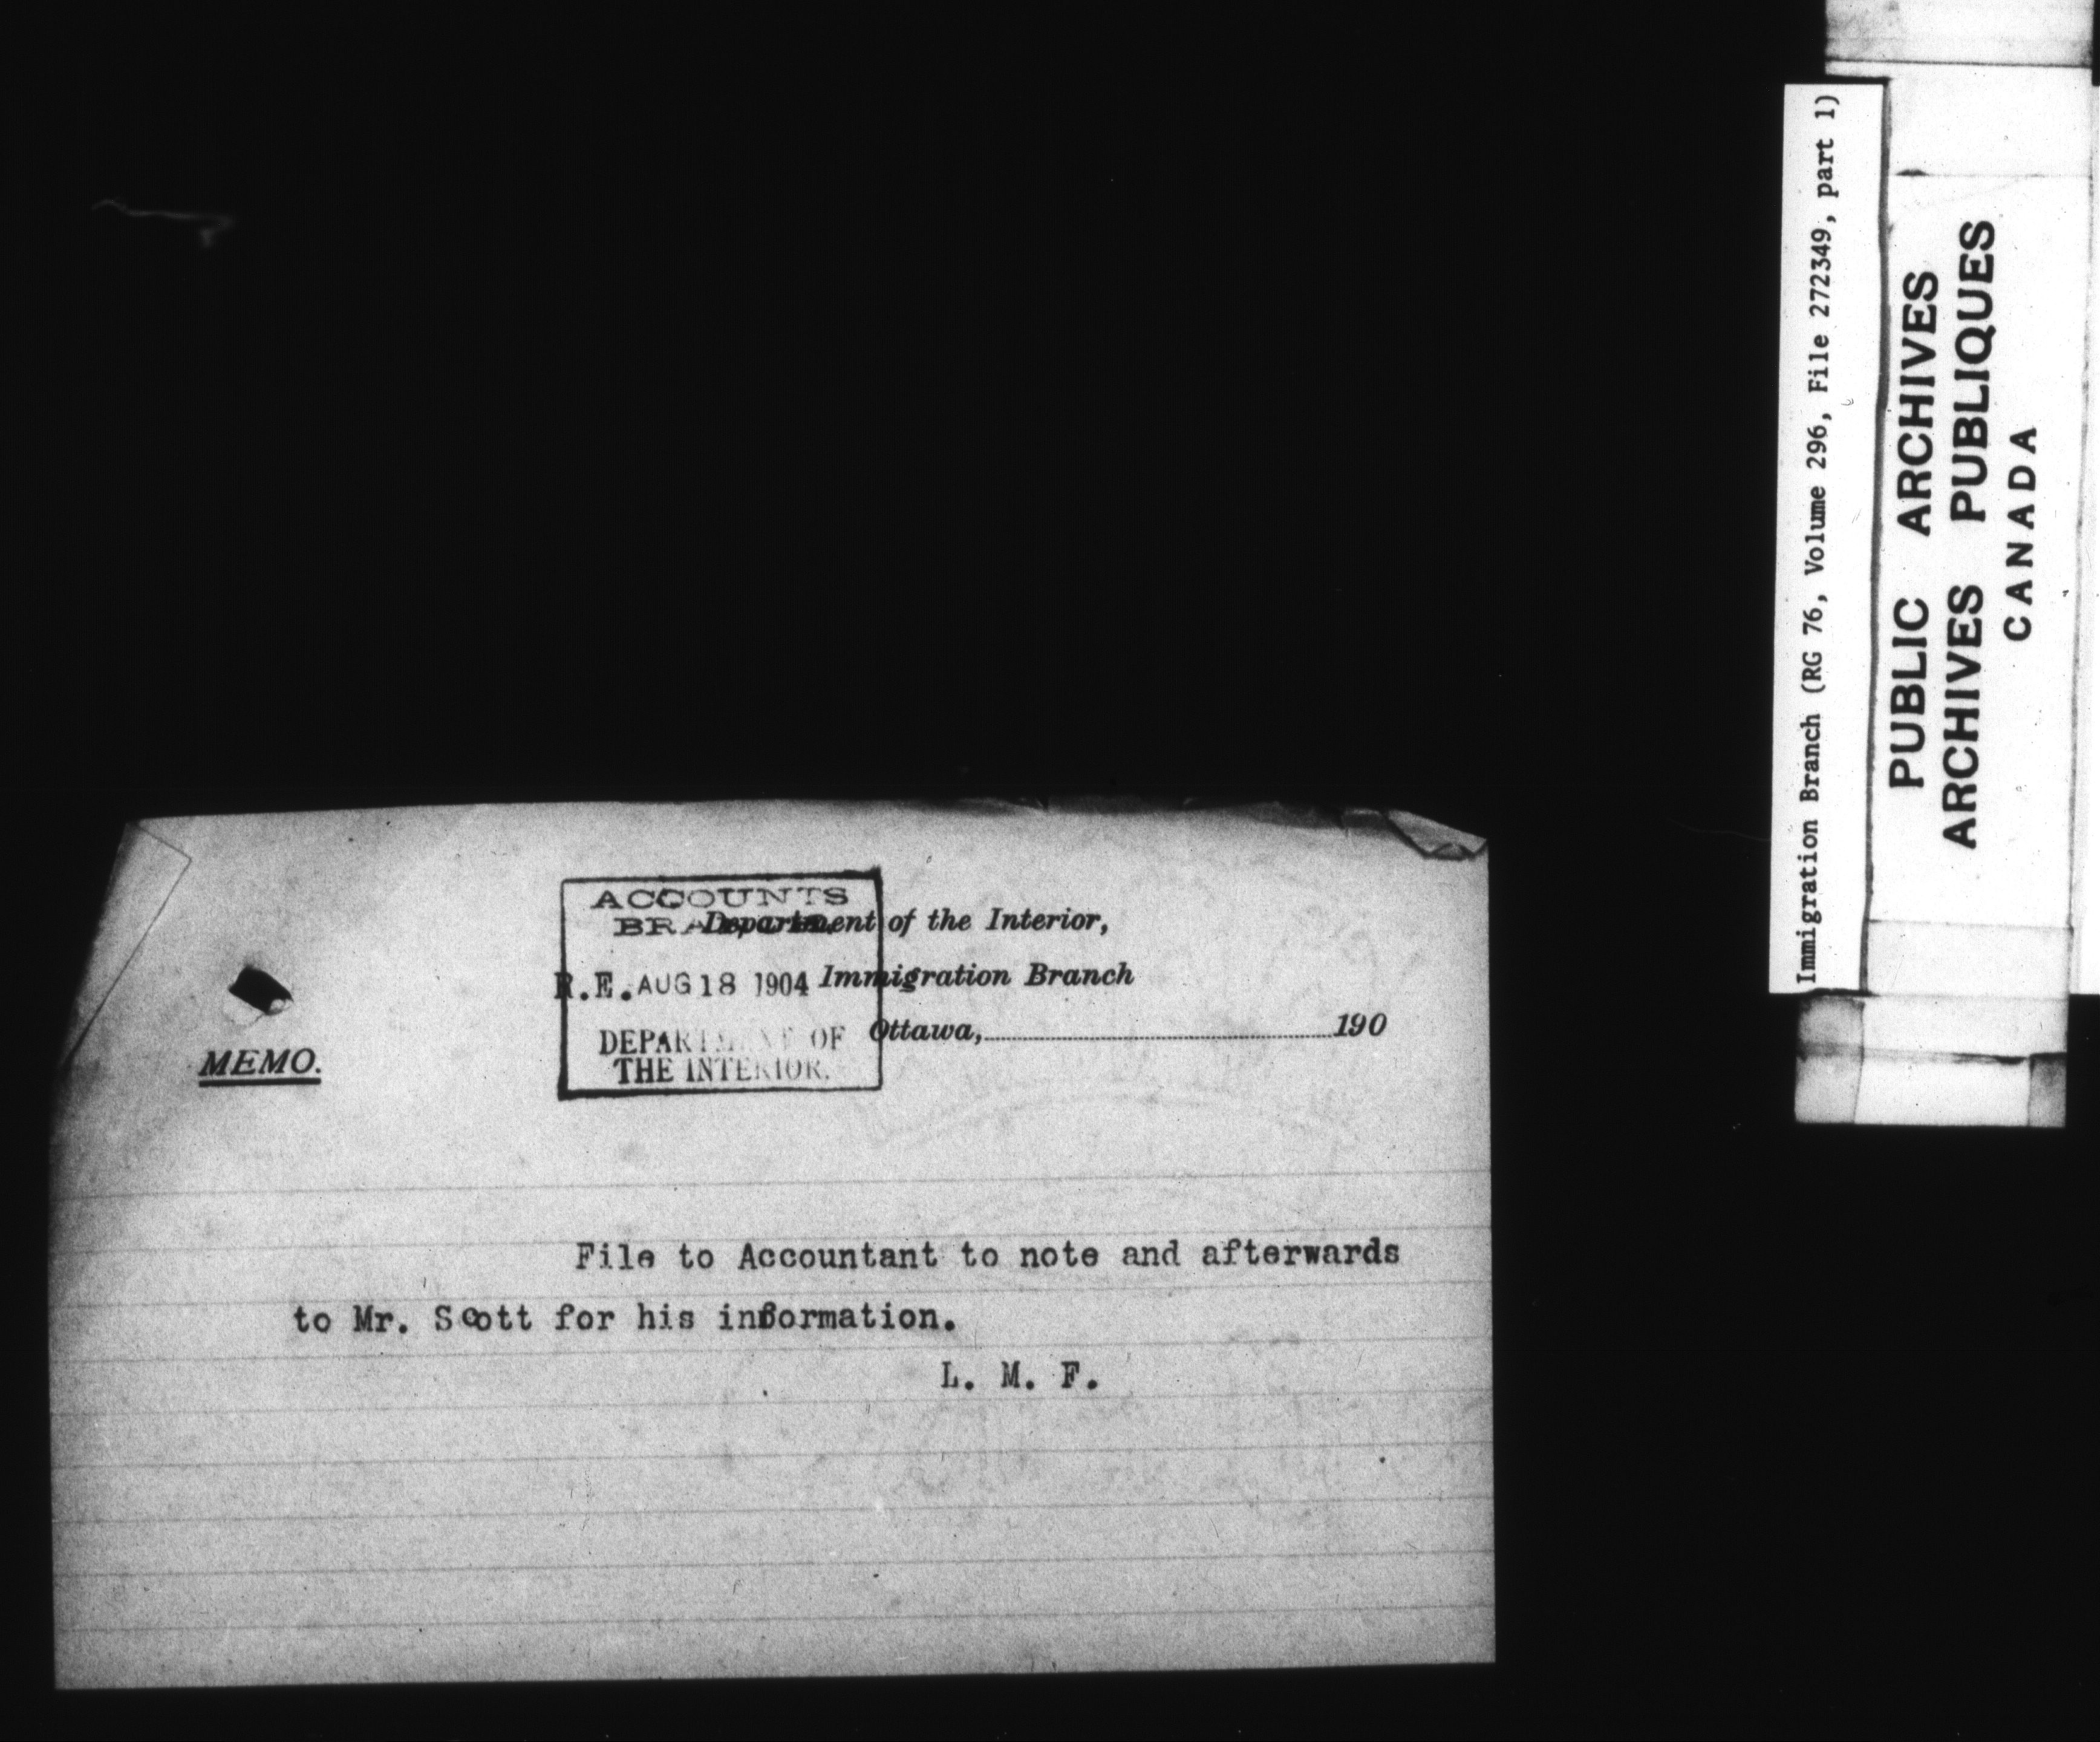 ACCOUNTS
BRANCH
Department of the Interior,
R.E. AUG 18 1904
Immigration Branch
Ottawa, 190
DEPARTMENT OF
THE INTERIOR.
MEMO.
File to Accountant to note and afterwards
to Mr. Scott for his information.
L. M. F.
Immigration Branch (RG 76, Volume 296, File 272349, part 1)
PUBLIC ARCHIVES
ARCHIVES PUBLIQUES
CANADA